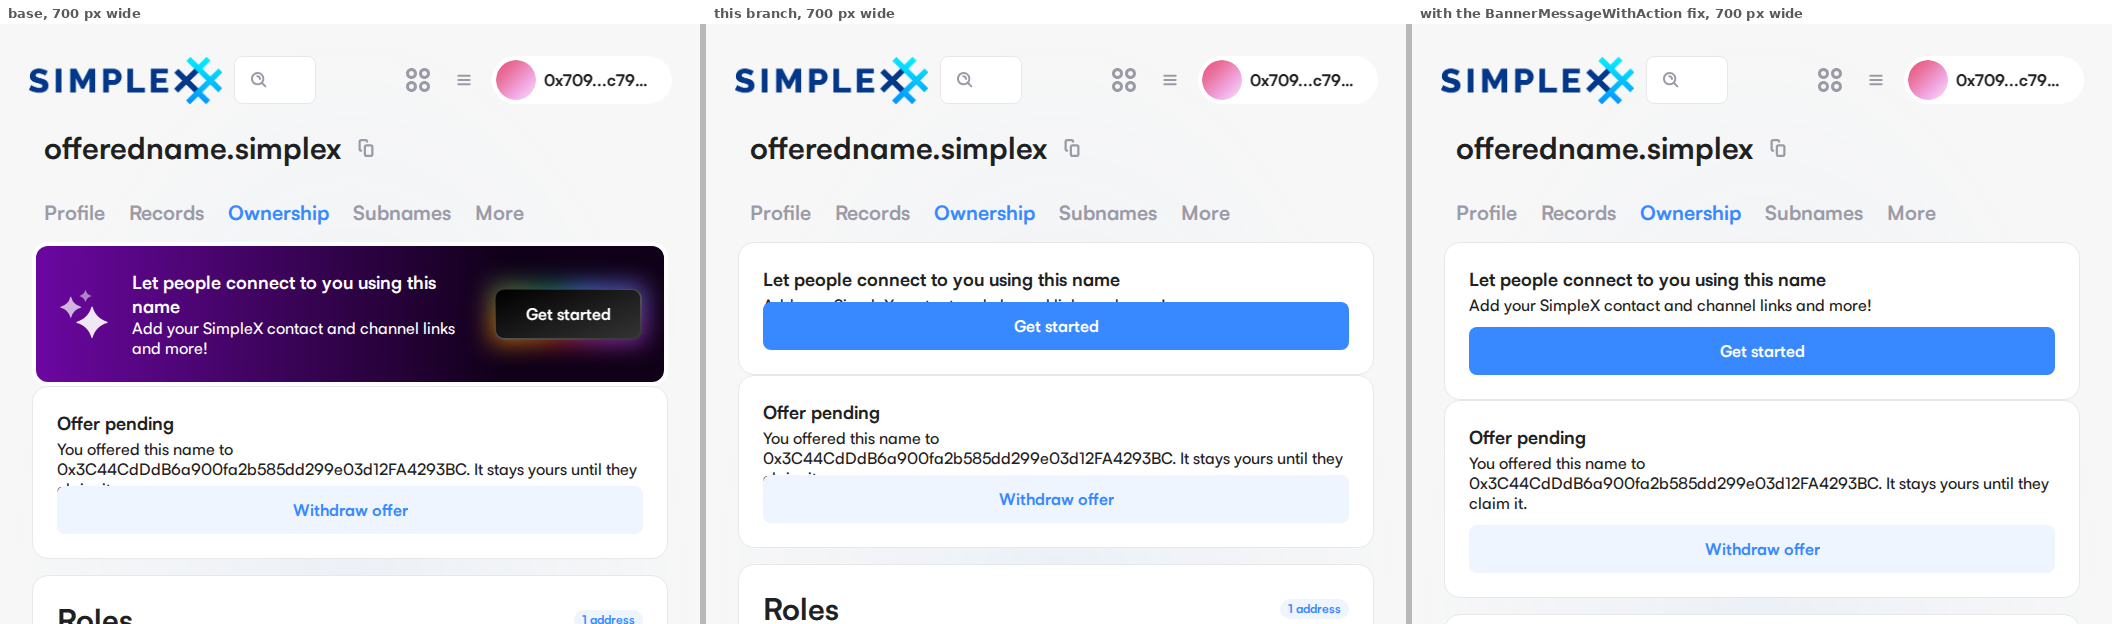 base, 700 px wide
SIMPLEX
0x709...c79...
offeredname.simplex
Profile Records Ownership Subnames More
Let people connect to you using this
name
Add your SimpleX contact and channel links
and more!
Get started
Offer pending
You offered this name to
0x3C44CdDdB6a900fa2b585dd299e03d12FA4293BC. It stays yours until they
Withdraw offer
Roles
1 address
this branch, 700 px wide
SIMPLEX
0x709...c79...
offeredname.simplex
Profile Records Ownership Subnames More
Let people connect to you using this name
Get started
Offer pending
You offered this name to
0x3C44CdDdB6a900fa2b585dd299e03d12FA4293BC. It stays yours until they
Withdraw offer
Roles
1 address
with the BannerMessageWithAction fix, 700 px wide
SIMPLEX
0x709...c79...
offeredname.simplex
Profile Records Ownership Subnames More
Let people connect to you using this name
Add your SimpleX contact and channel links and more!
Get started
Offer pending
You offered this name to
0x3C44CdDdB6a900fa2b585dd299e03d12FA4293BC. It stays yours until they
claim it.
Withdraw offer